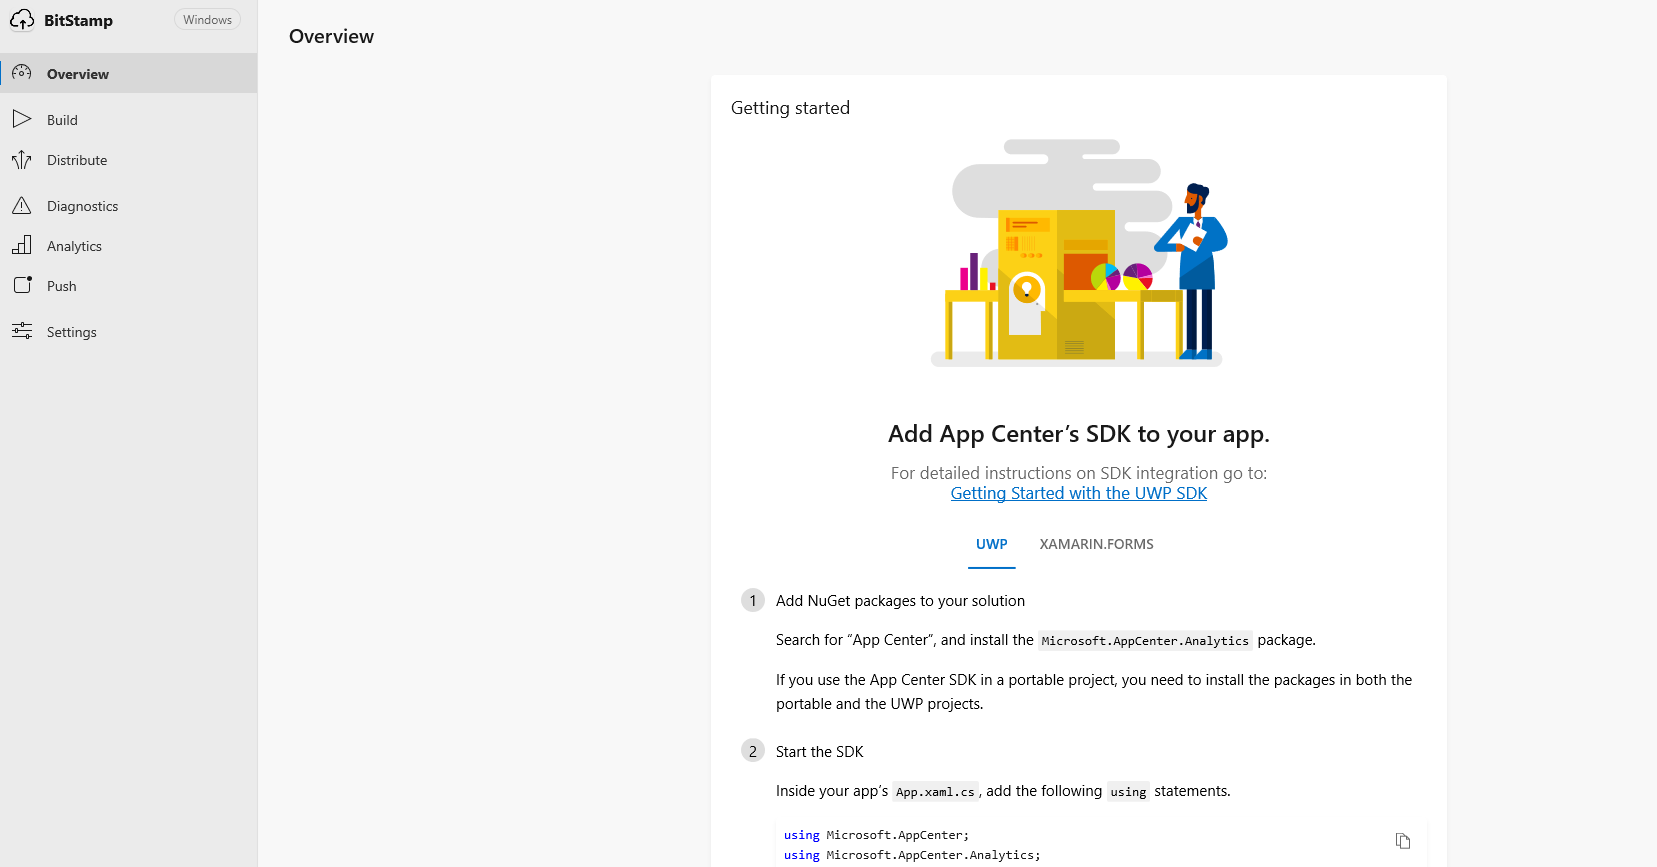 BitStamp
Windows
Overview
Build
Distribute
Diagnostics
Analytics
Push
Settings
Overview
Getting started
Add App Center’s SDK to your app.
For detailed instructions on SDK integration go to:
Getting Started with the UWP SDK
UWP
XAMARIN.FORMS
1 Add NuGet packages to your solution
Search for “App Center”, and install the Microsoft.AppCenter.Analytics package.
If you use the App Center SDK in a portable project, you need to install the packages in both the
portable and the UWP projects.
2 Start the SDK
Inside your app’s App.xaml.cs, add the following using statements.
using Microsoft.AppCenter;
using Microsoft.AppCenter.Analytics;